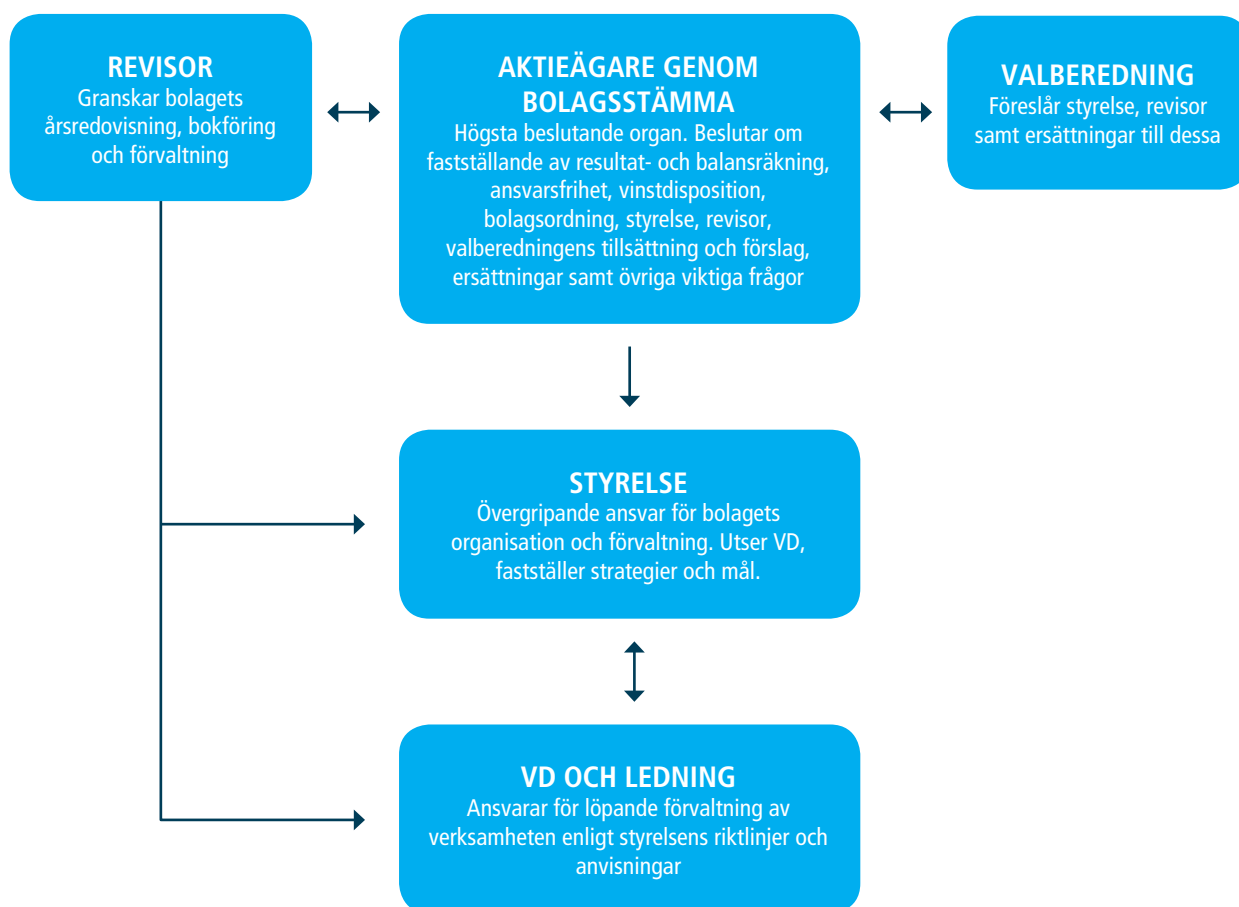 REVISOR
Granskar bolagets
årsredovisning, bokföring
och förvaltning
AKTIEÄGARE GENOM
BOLAGSSTÄMMA
Högsta beslutande organ. Beslutar om
fastställande av resultat- och balansräkning,
ansvarsfrihet, vinstdisposition,
bolagsordning, styrelse, revisor,
valberedningens tillsättning och förslag,
ersättningar samt övriga viktiga frågor
VALBEREDNING
Föreslår styrelse, revisor
samt ersättningar till dessa
STYRELSE
Övergripande ansvar för bolagets
organisation och förvaltning. Utser VD,
fastställer strategier och mål.
VD OCH LEDNING
Ansvarar för löpande förvaltning av
verksamheten enligt styrelsens riktlinjer och
anvisningar